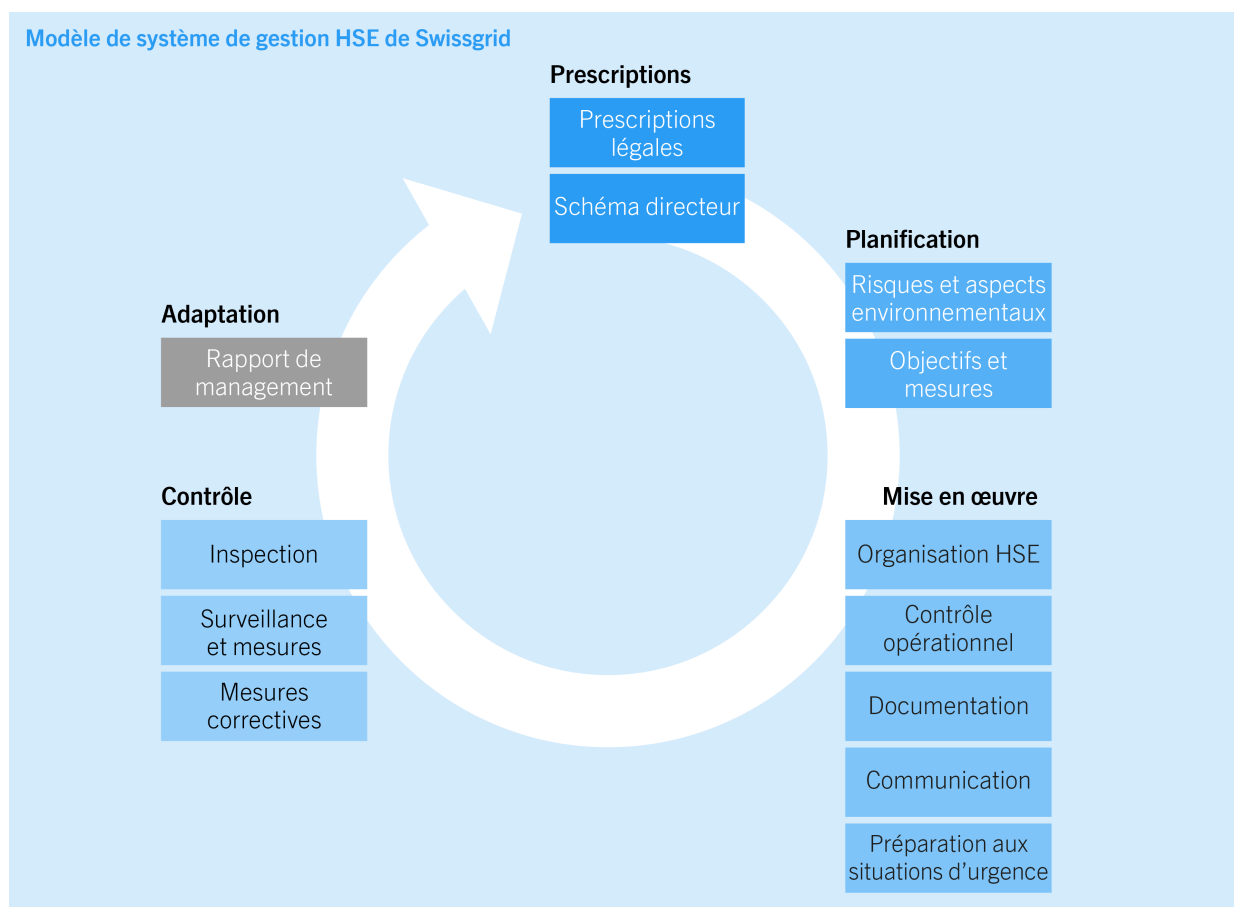 Modèle de système de gestion HSE de Swissgrid
Prescriptions
Prescriptions
légales
Schéma directeur
Planification
Risques et aspects
environnementaux
Objectifs et
mesures
Mise en œuvre
Organisation HSE
Contrôle
opérationnel
Documentation
Communication
Préparation aux
situations d’urgence
Contrôle
Inspection
Surveillance
et mesures
Mesures
correctives
Adaptation
Rapport de
management